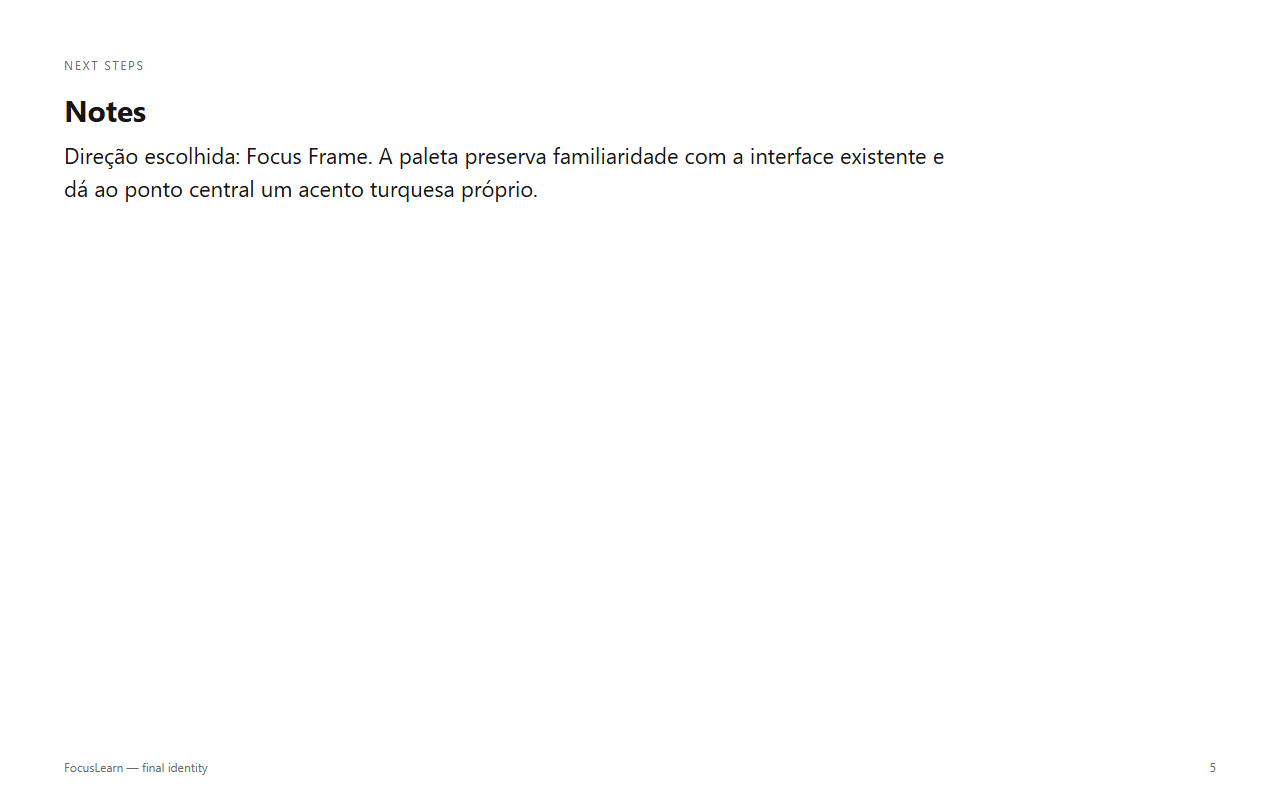 NEXT STEPS
Notes
Direção escolhida: Focus Frame. A paleta preserva familiaridade com a interface existente e
dá ao ponto central um acento turquesa próprio.
FocusLearn — final identity
5